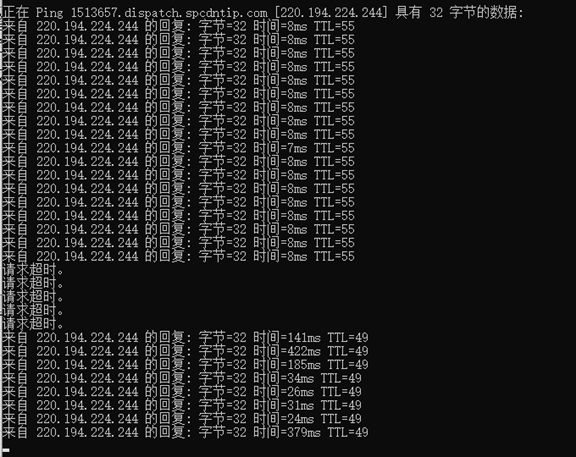 正在 Ping 1513657.dispatch.spcdntip.com [220.194.224.244] 具有 32 字节的数据:
来自 220.194.224.244 的回复: 字节=32 时间=8ms TTL=55
来自 220.194.224.244 的回复: 字节=32 时间=8ms TTL=55
来自 220.194.224.244 的回复: 字节=32 时间=8ms TTL=55
来自 220.194.224.244 的回复: 字节=32 时间=8ms TTL=55
来自 220.194.224.244 的回复: 字节=32 时间=8ms TTL=55
来自 220.194.224.244 的回复: 字节=32 时间=8ms TTL=55
来自 220.194.224.244 的回复: 字节=32 时间=8ms TTL=55
来自 220.194.224.244 的回复: 字节=32 时间=8ms TTL=55
来自 220.194.224.244 的回复: 字节=32 时间=8ms TTL=55
来自 220.194.224.244 的回复: 字节=32 时间=7ms TTL=55
来自 220.194.224.244 的回复: 字节=32 时间=8ms TTL=55
来自 220.194.224.244 的回复: 字节=32 时间=8ms TTL=55
来自 220.194.224.244 的回复: 字节=32 时间=8ms TTL=55
来自 220.194.224.244 的回复: 字节=32 时间=8ms TTL=55
来自 220.194.224.244 的回复: 字节=32 时间=8ms TTL=55
来自 220.194.224.244 的回复: 字节=32 时间=8ms TTL=55
来自 220.194.224.244 的回复: 字节=32 时间=8ms TTL=55
来自 220.194.224.244 的回复: 字节=32 时间=8ms TTL=55
请求超时。
请求超时。
请求超时。
请求超时。
请求超时。
来自 220.194.224.244 的回复: 字节=32 时间=141ms TTL=49
来自 220.194.224.244 的回复: 字节=32 时间=422ms TTL=49
来自 220.194.224.244 的回复: 字节=32 时间=185ms TTL=49
来自 220.194.224.244 的回复: 字节=32 时间=34ms TTL=49
来自 220.194.224.244 的回复: 字节=32 时间=26ms TTL=49
来自 220.194.224.244 的回复: 字节=32 时间=31ms TTL=49
来自 220.194.224.244 的回复: 字节=32 时间=24ms TTL=49
来自 220.194.224.244 的回复: 字节=32 时间=379ms TTL=49